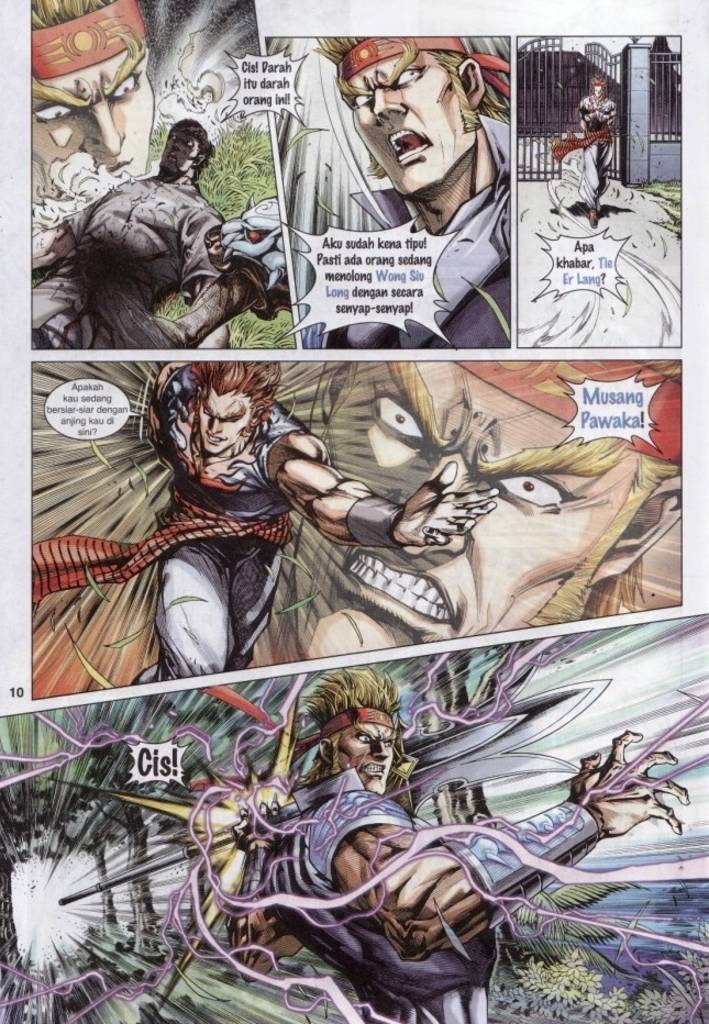 Cis! Darah
itu darah
orang ini!
Aku sudah kena tipu!
Pasti ada orang sedang
menolong Wong Siu
Long dengan secara
senyap-senyap!
Apa
khabar, Tie
Er Lang?
Apakah
kau sedang
bersiar-siar dengan
anjing kau di
sini?
Musang
Pawaka!
10
Cis!